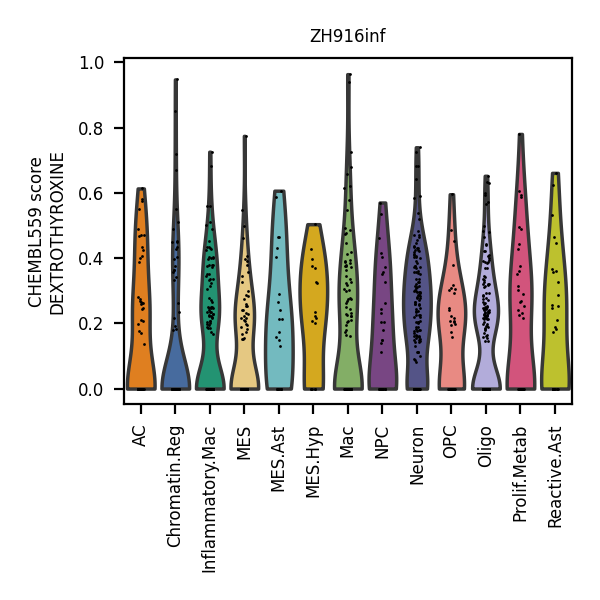 ZH916inf
CHEMBL559 score
DEXTROTHYROXINE
1.0
0.8
0.6
0.4
0.2
0.0
AC
Chromatin.Reg
Inflammatory.Mac
MES
MES.Ast
MES.Hyp
Mac
NPC
Neuron
OPC
Oligo
Prolif.Metab
Reactive.Ast